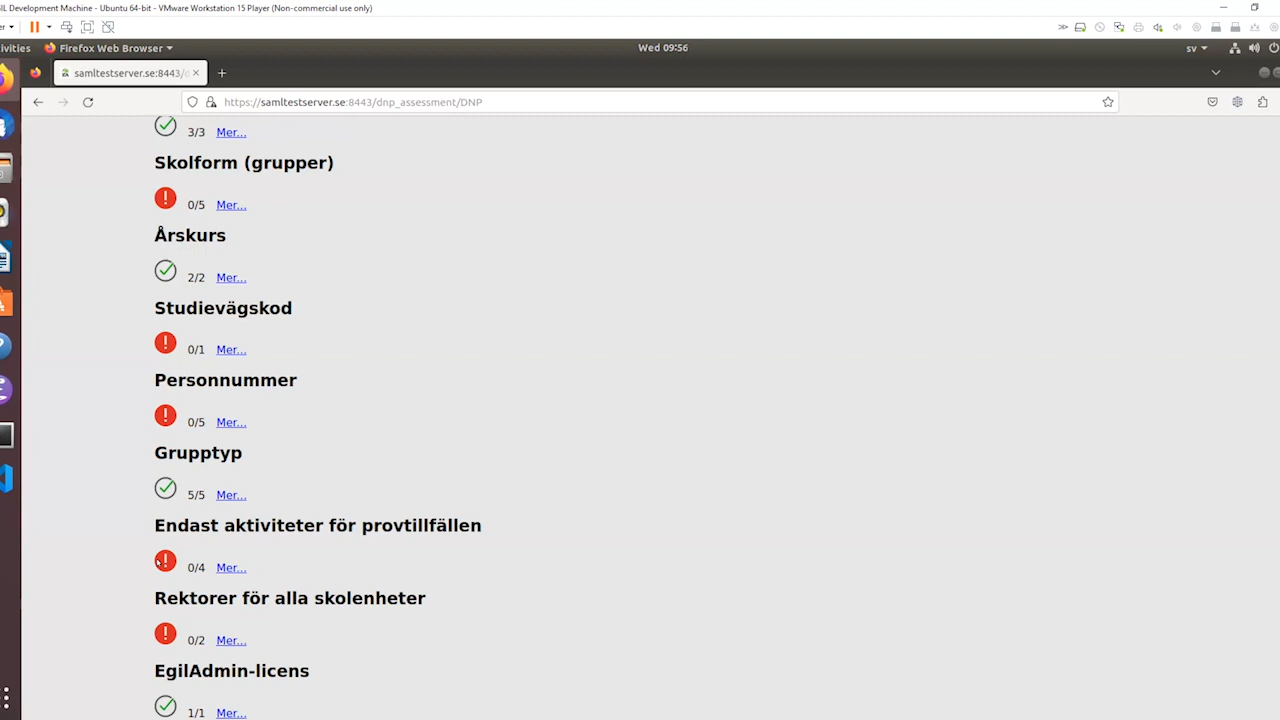 GIL Development Machine - Ubuntu 64-bit - VMware Workstation 15 Player (Non-commercial use only)
Firefox Web Browser
Wed 09:56
sv
samltestserver.se:8443/d
https://samltestserver.se:8443/dnp_assessment/DNP
3/3 Mer...
Skolform (grupper)
0/5 Mer...
Årskurs
2/2 Mer...
Studievägskod
0/1 Mer...
Personnummer
0/5 Mer...
Grupptyp
5/5 Mer...
Endast aktiviteter för provtillfällen
0/4 Mer...
Rektorer för alla skolenheter
0/2 Mer...
EgilAdmin-licens
1/1 Mer...